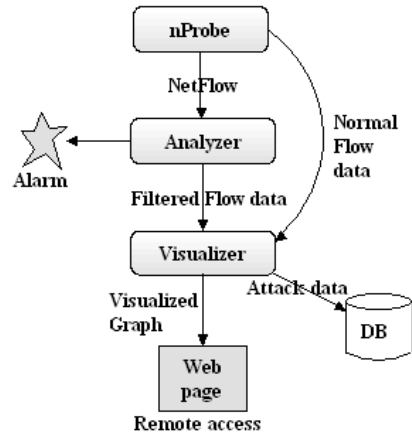 nProbe
NetFlow
Normal
Flow
data
Analyzer
Alarm
Filtered Flow data
Visualizer
Visualized
Graph
Attack data
DB
Web
page
Remote access